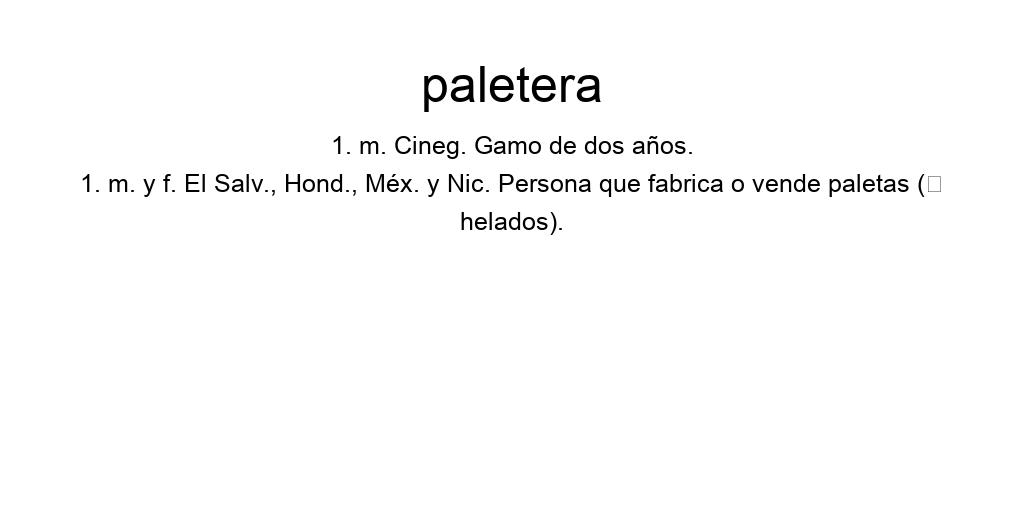 paletera
1. m. Cineg. Gamo de dos años.
1. m. y f. El Salv., Hond., Méx. y Nic. Persona que fabrica o vende paletas (□
helados).